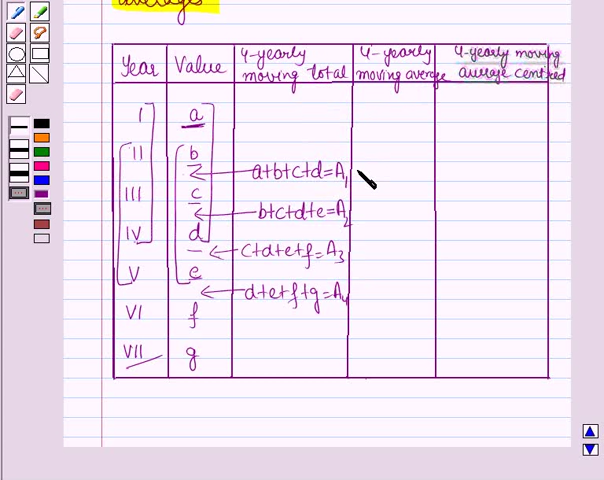 averages
Year Value 4-yearly moving total 4-yearly moving average 4-yearly moving average centred
I a
II b
a+b+c+d=A1
III c
b+c+d+e=A2
IV d
c+d+e+f=A3
V e
d+e+f+g=A4
VI f
VII g